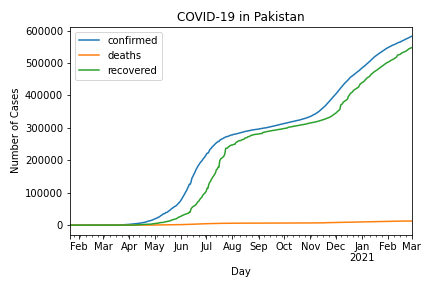 COVID-19 in Pakistan
confirmed
deaths
recovered
Number of Cases
600000
500000
400000
300000
200000
100000
0
Feb Mar Apr May Jun Jul Aug Sep Oct Nov Dec Jan Feb Mar
2021
Day